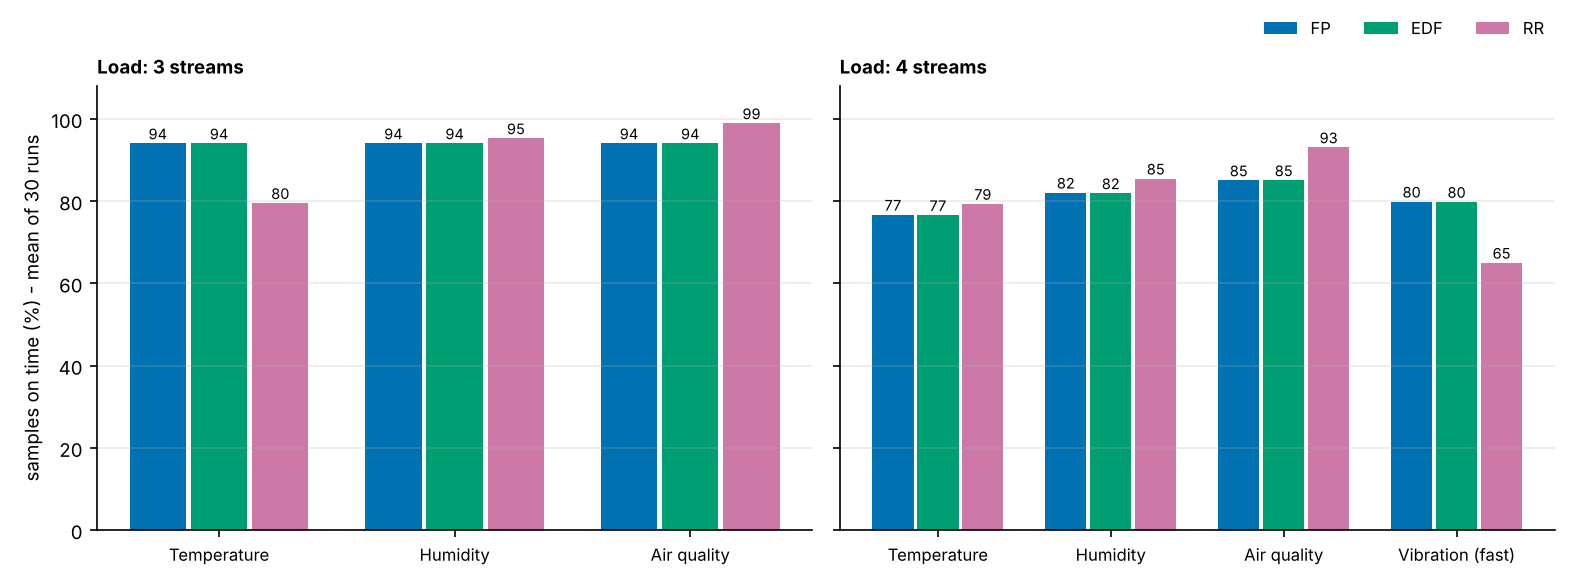 FP EDF RR
Load: 3 streams
samples on time (%) - mean of 30 runs
100
80
60
40
20
0
94 94 80
94 94 95
94 94 99
Temperature Humidity Air quality
Load: 4 streams
77 77 79
82 82 85
85 85 93
80 80 65
Temperature Humidity Air quality Vibration (fast)